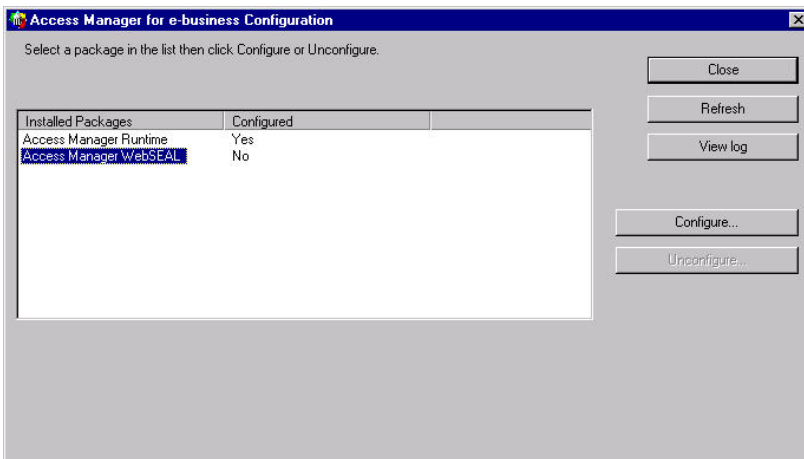 Access Manager for e-business Configuration
Select a package in the list then click Configure or Unconfigure.
Close
Refresh
View log
Installed Packages Configured
Access Manager Runtime Yes
Access Manager WebSEAL No
Configure...
Unconfigure...